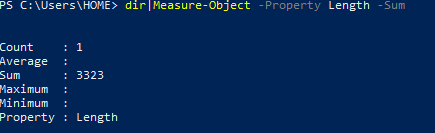 PS C:\Users\HOME> dir|Measure-Object -Property Length -Sum
Count    : 1
Average  :
Sum      : 3323
Maximum  :
Minimum  :
Property : Length